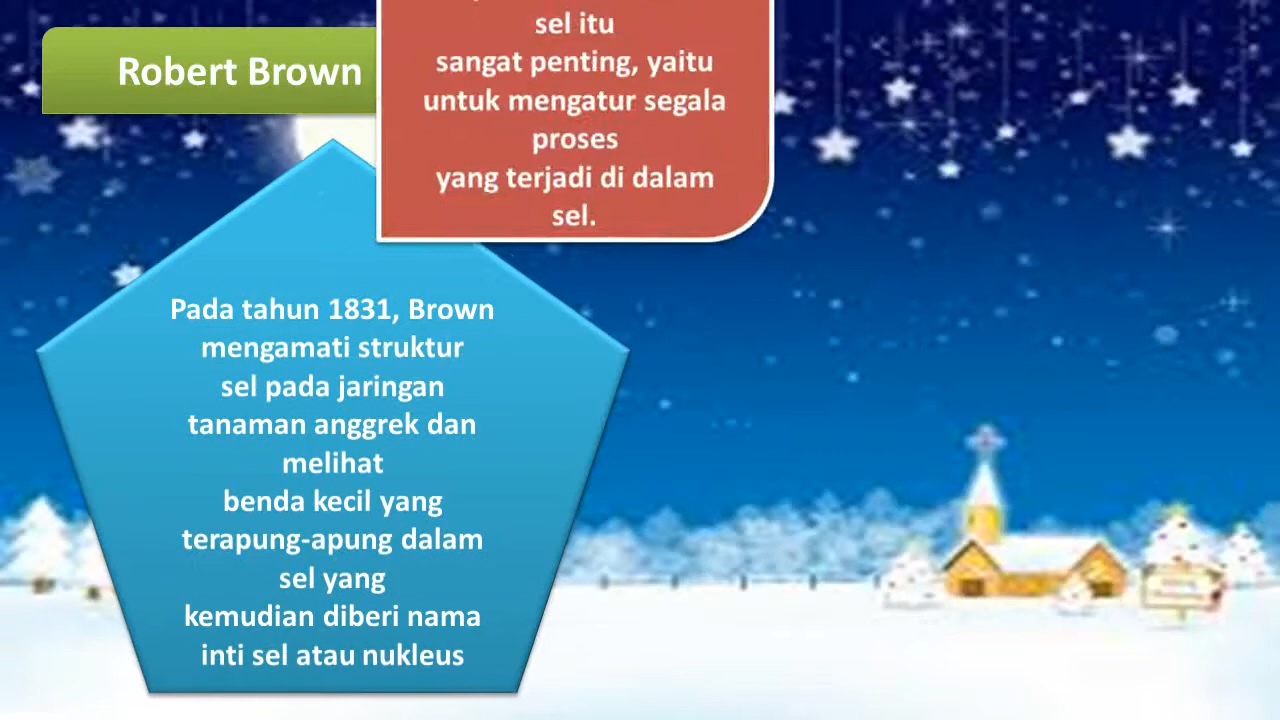 Robert Brown
sel itu
sangat penting, yaitu
untuk mengatur segala
proses
yang terjadi di dalam
sel.
Pada tahun 1831, Brown
mengamati struktur
sel pada jaringan
tanaman anggrek dan
melihat
benda kecil yang
terapung-apung dalam
sel yang
kemudian diberi nama
inti sel atau nukleus